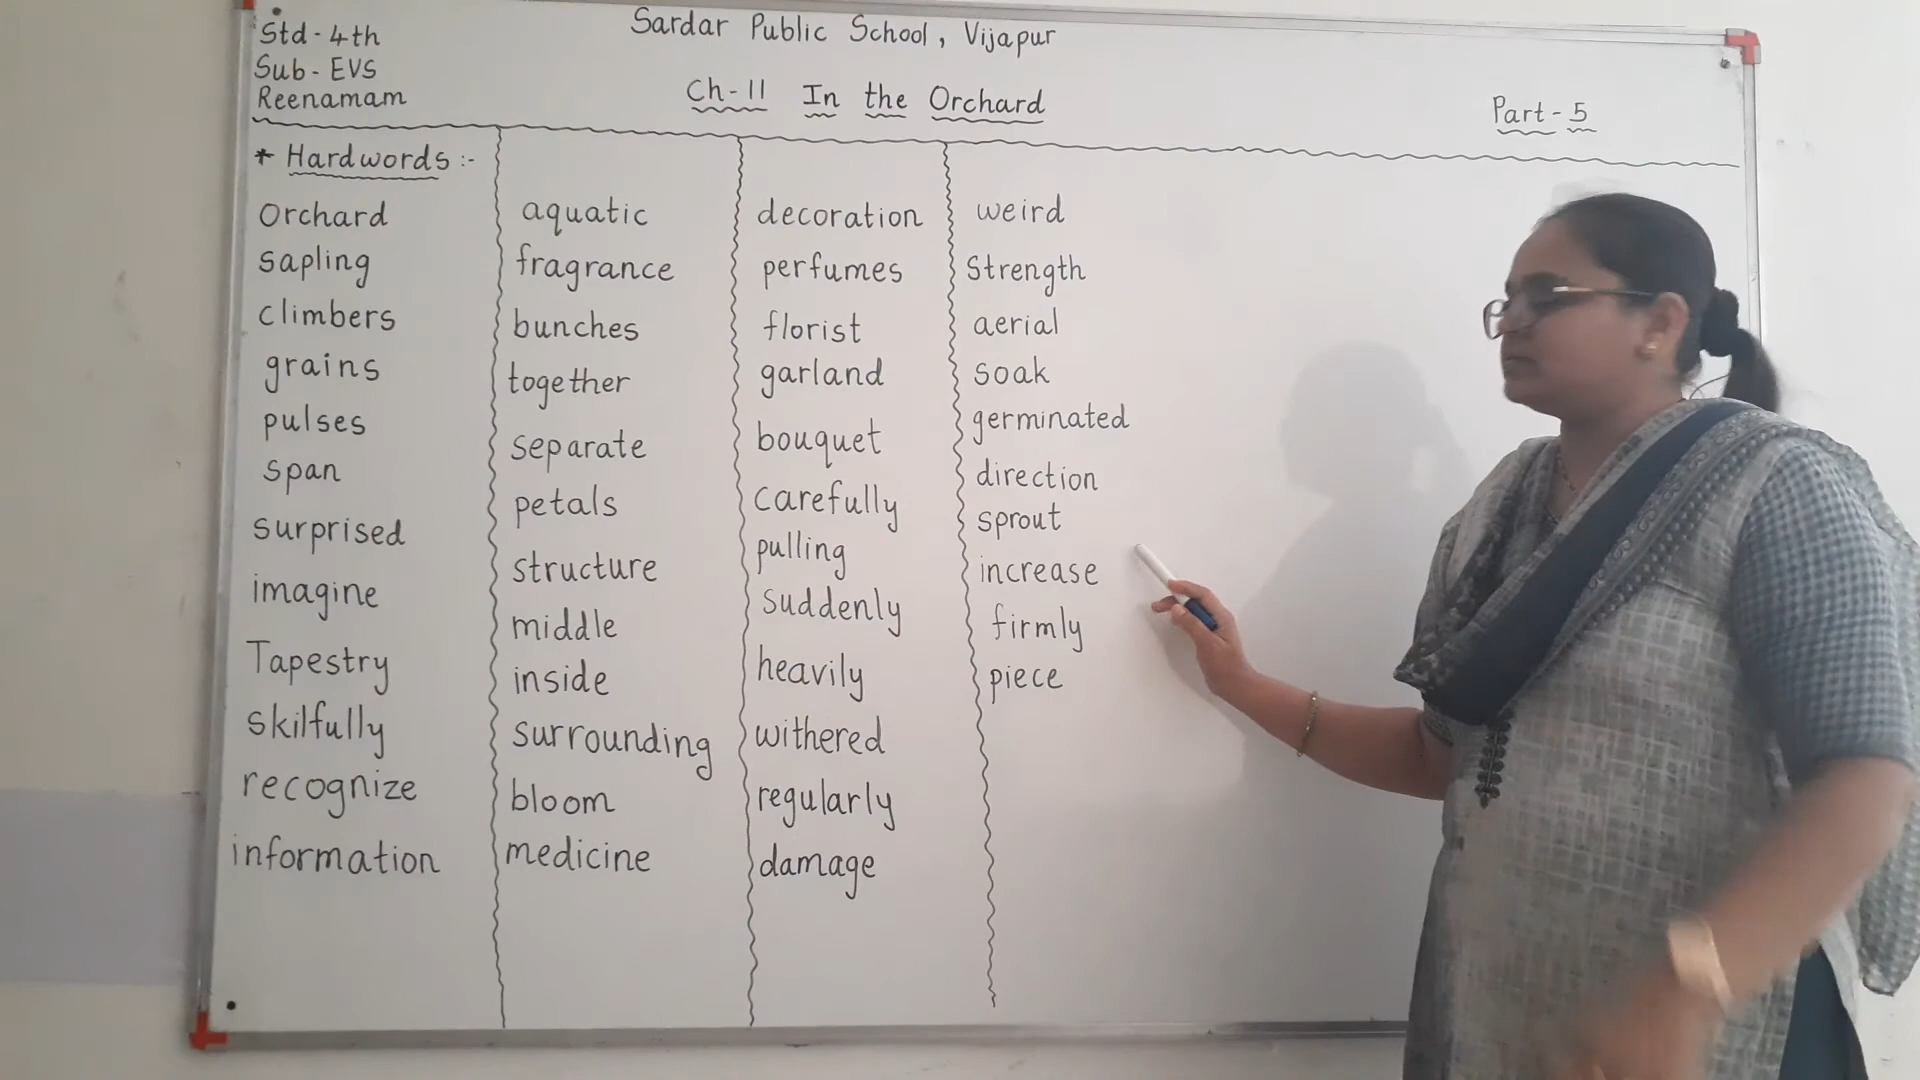 Std - 4th
Sub - EVS
Reenamam
Sardar Public School, Vijapur
Ch-11 In the Orchard
Part - 5
* Hardwords :-
Orchard
sapling
climbers
grains
pulses
span
surprised
imagine
Tapestry
skilfully
recognize
information
aquatic
fragrance
bunches
together
separate
petals
structure
middle
inside
surrounding
bloom
medicine
decoration
perfumes
florist
garland
bouquet
carefully
pulling
suddenly
heavily
withered
regularly
damage
weird
Strength
aerial
soak
germinated
direction
sprout
increase
firmly
piece